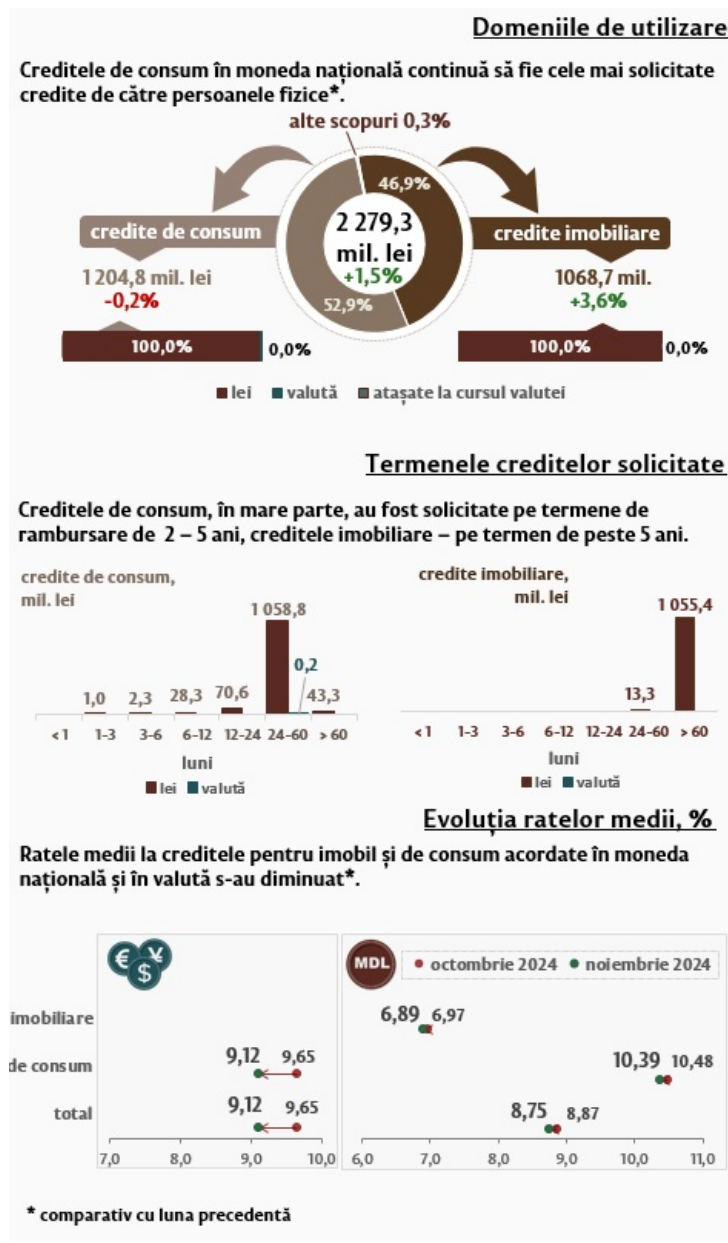 Domeniile de utilizare
Creditele de consum în moneda națională continuă să fie cele mai solicitate
credite de către persoanele fizice*.
alte scopuri 0,3%
46,9%
2 279,3
mil. lei
+1,5%
52,9%
credite de consum
1 204,8 mil. lei
-0,2%
100,0%
0,0%
credite imobiliare
1068,7 mil.
+3,6%
100,0%
0,0%
lei valută atașate la cursul valutei
Termenele creditelor solicitate
Creditele de consum, în mare parte, au fost solicitate pe termene de
rambursare de 2 – 5 ani, creditele imobiliare – pe termen de peste 5 ani.
credite de consum,
mil. lei
1,0 2,3 28,3 70,6 1 058,8 0,2 43,3
< 1 1-3 3-6 6-12 12-24 24-60 > 60
luni
lei valută
credite imobiliare,
mil. lei
13,3 1 055,4
< 1 1-3 3-6 6-12 12-24 24-60 > 60
luni
lei valută
Evoluția ratelor medii, %
Ratele medii la creditele pentru imobil și de consum acordate în moneda
națională și în valută s-au diminuat*.
€ ¥ $
MDL octombrie 2024 noiembrie 2024
imobiliare 6,89 6,97
de consum 9,12 9,65 10,39 10,48
total 9,12 9,65 8,75 8,87
7,0 8,0 9,0 10,0
6,0 7,0 8,0 9,0 10,0 11,0
* comparativ cu luna precedentă